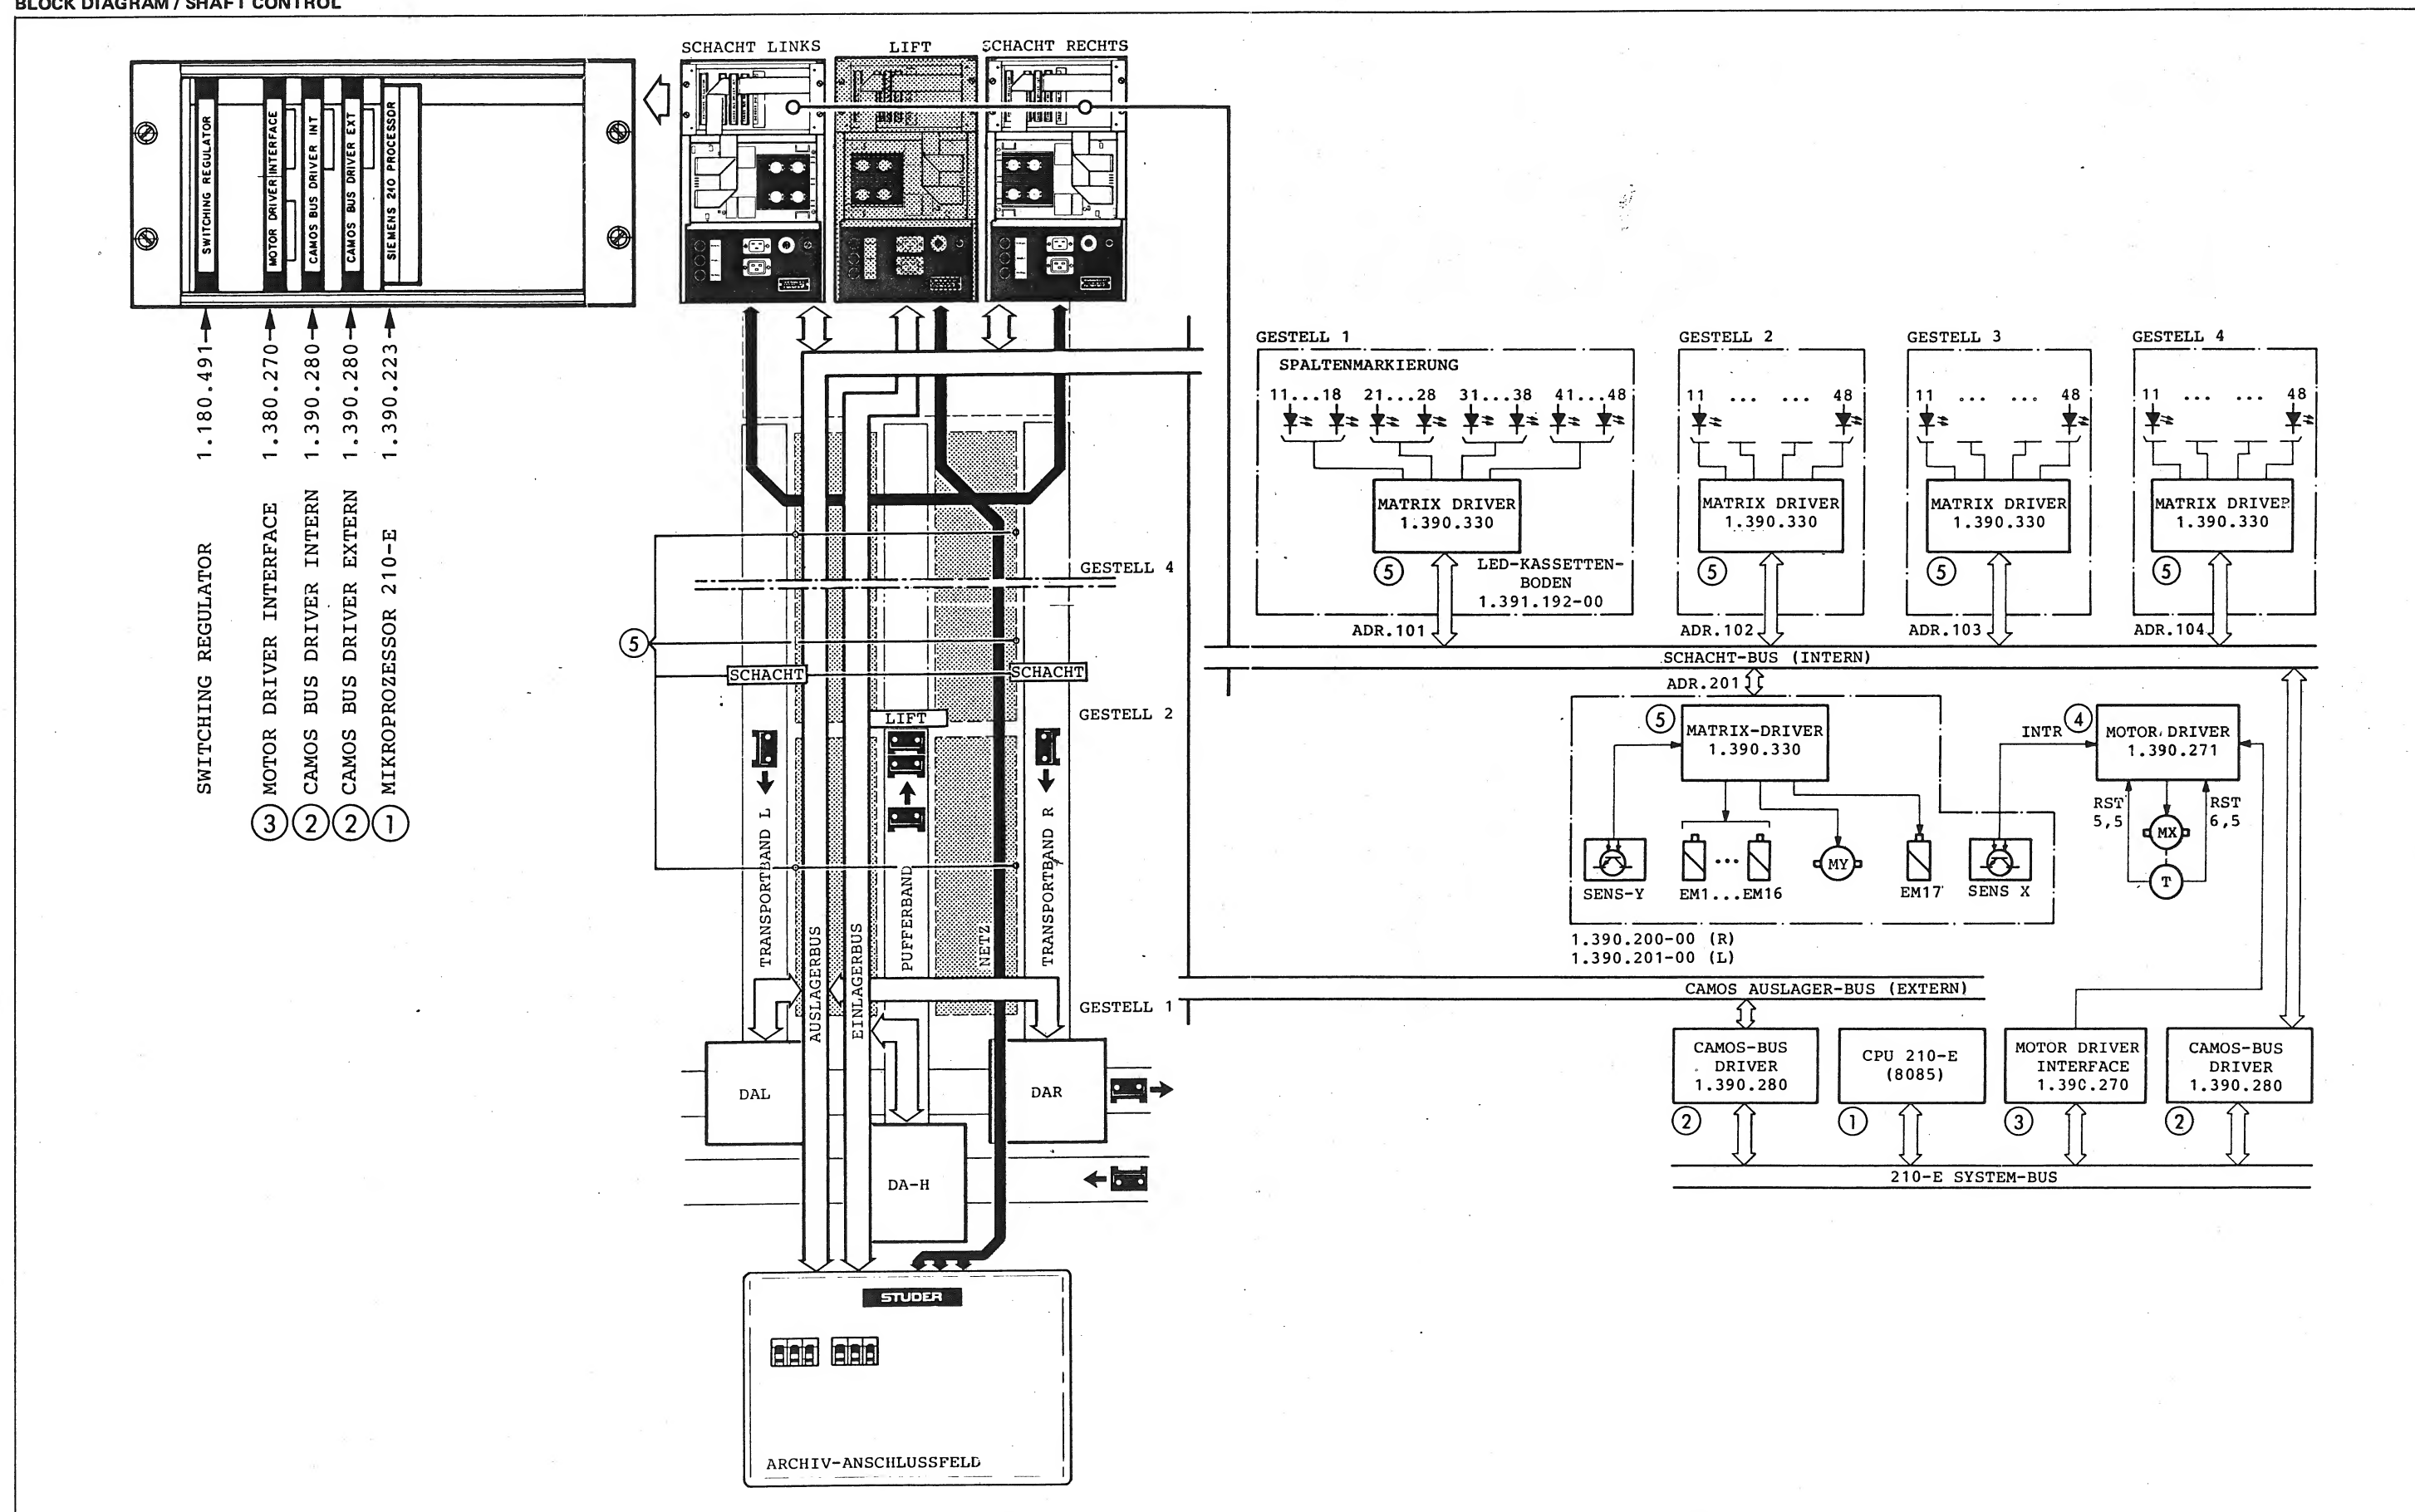 BLOCK DIAGRAM / SHAFT CONTROL
SCHACHT LINKS
LIFT
SCHACHT RECHTS
SWITCHING REGULATOR
MOTOR DRIVER INTERFACE
CAMOS BUS DRIVER INT
CAMOS BUS DRIVER EXT
SIEMENS 240 PROCESSOR
SWITCHING REGULATOR 1.180.491
3 MOTOR DRIVER INTERFACE 1.380.270
2 CAMOS BUS DRIVER INTERN 1.390.280
2 CAMOS BUS DRIVER EXTERN 1.390.280
1 MIKROPROZESSOR 210-E 1.390.223
GESTELL 4
5
SCHACHT
SCHACHT
LIFT
GESTELL 2
TRANSPORTBAND L
AUSLAGERBUS
EINLAGERBUS
PUFFERBAND
NETZ
TRANSPORTBAND R
GESTELL 1
DAL
DAR
DA-H
STUDER
ARCHIV-ANSCHLUSSFELD
GESTELL 1
SPALTENMARKIERUNG
11...18 21...28 31...38 41...48
MATRIX DRIVER
1.390.330
5
LED-KASSETTEN-
BODEN
1.391.192-00
ADR.101
GESTELL 2
11 ... ... 48
MATRIX DRIVER
1.390.330
5
ADR.102
GESTELL 3
11 ... ... 48
MATRIX DRIVER
1.390.330
5
ADR.103
GESTELL 4
11 ... ... 48
MATRIX DRIVER
1.390.330
5
ADR.104
SCHACHT-BUS (INTERN)
ADR.201
5
MATRIX-DRIVER
1.390.330
INTR
4
MOTOR DRIVER
1.390.271
RST
5,5
RST
6,5
MX
T
MY
SENS-Y
EM1...EM16
EM17
SENS X
1.390.200-00 (R)
1.390.201-00 (L)
CAMOS AUSLAGER-BUS (EXTERN)
CAMOS-BUS
DRIVER
1.390.280
2
CPU 210-E
(8085)
1
MOTOR DRIVER
INTERFACE
1.390.270
3
CAMOS-BUS
DRIVER
1.390.280
2
210-E SYSTEM-BUS